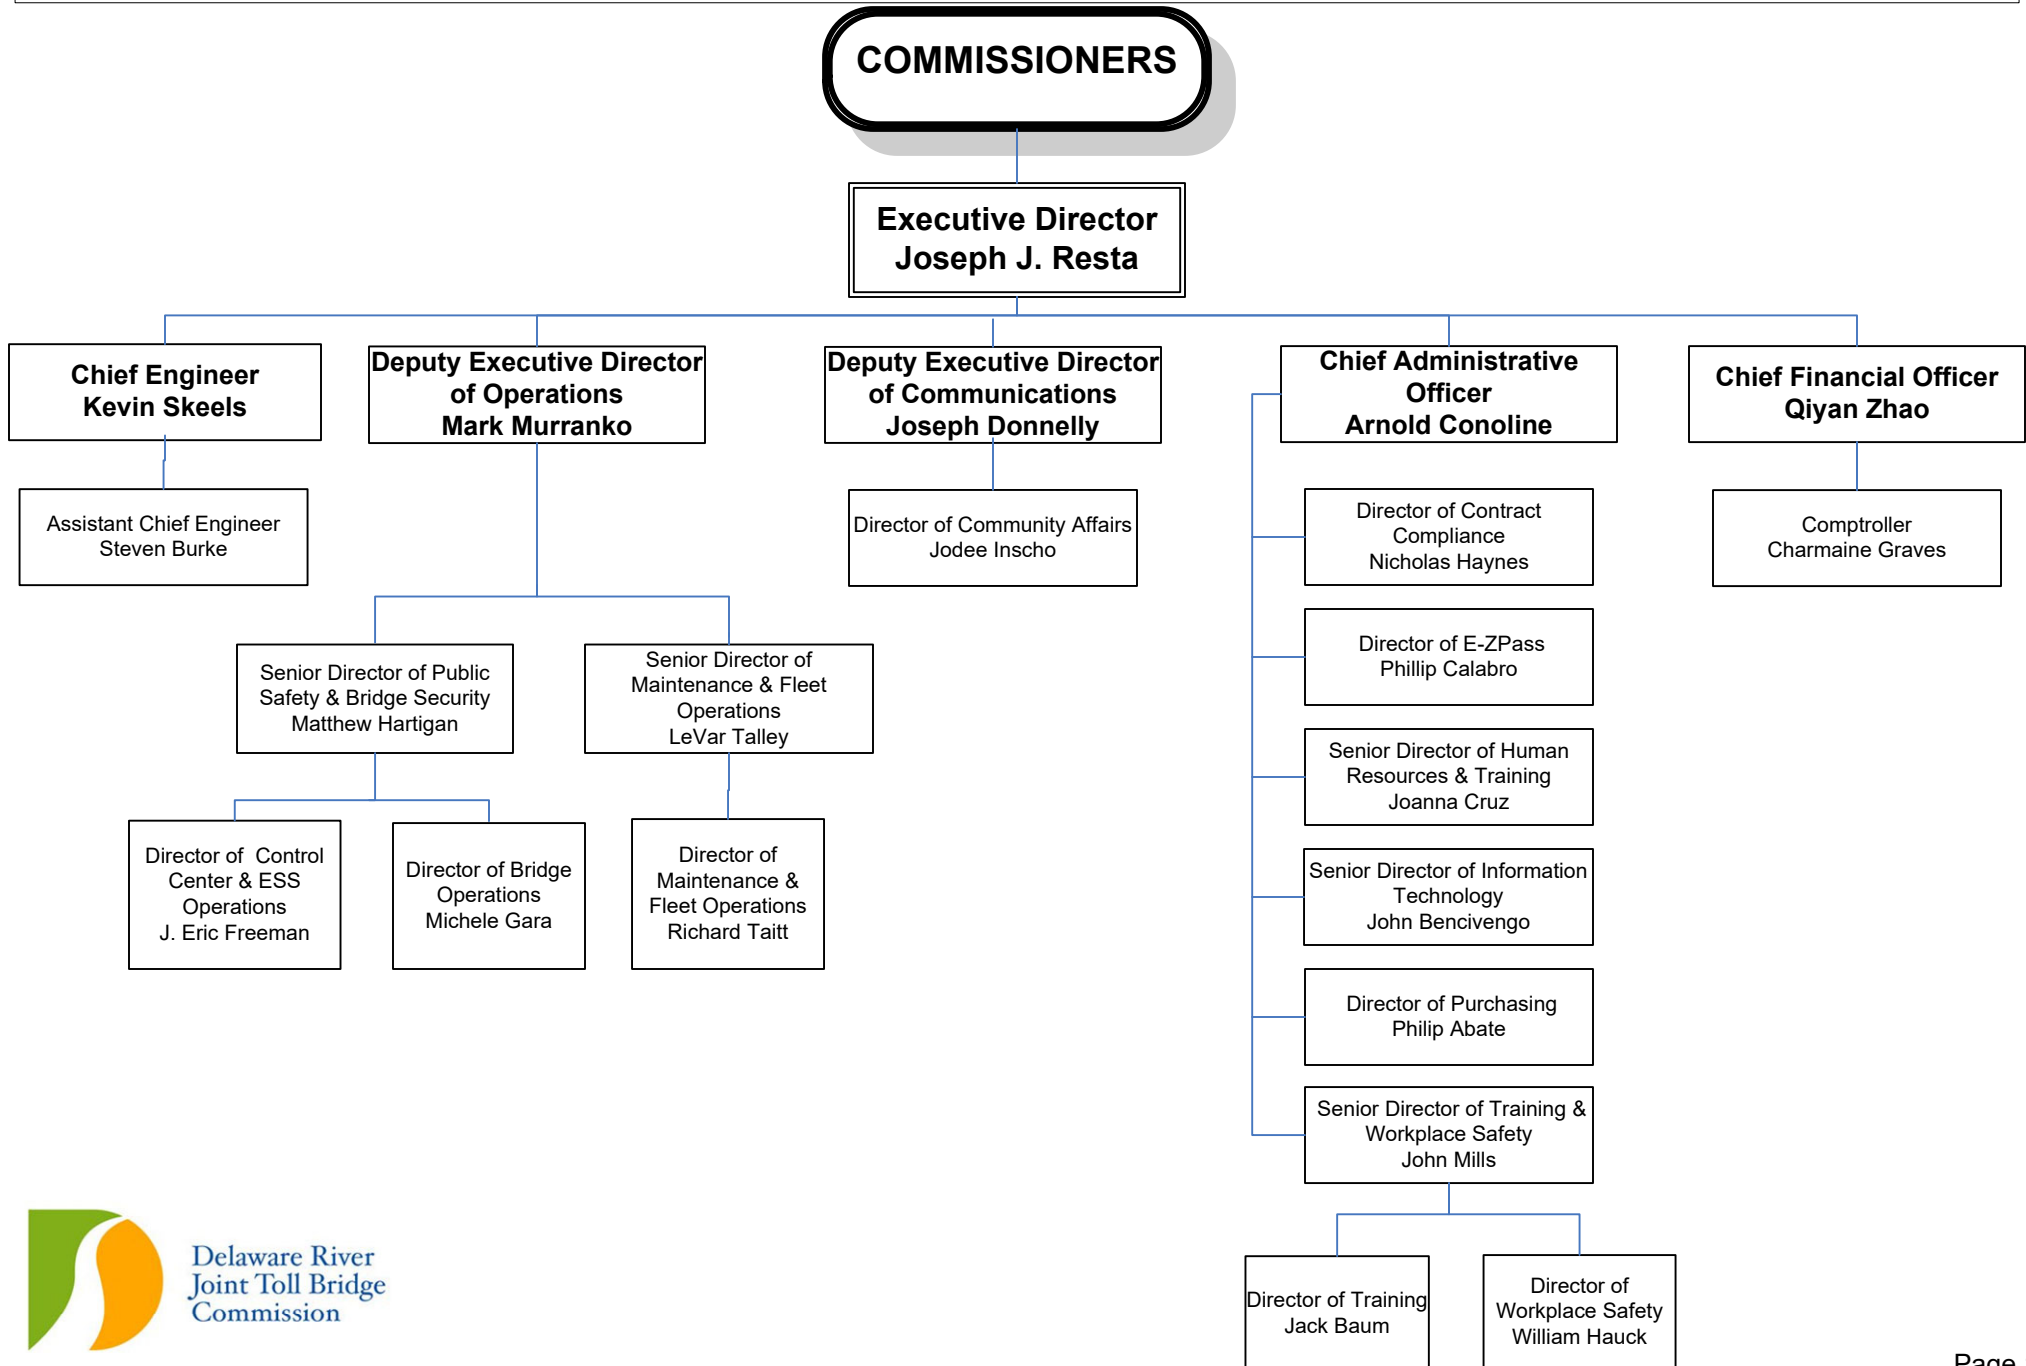 COMMISSIONERS
Executive Director
Joseph J. Resta
Chief Engineer
Kevin Skeels
Deputy Executive Director
of Operations
Mark Murranko
Deputy Executive Director
of Communications
Joseph Donnelly
Chief Administrative
Officer
Arnold Conoline
Chief Financial Officer
Qiyan Zhao
Assistant Chief Engineer
Steven Burke
Director of Community Affairs
Jodee Inscho
Director of Contract
Compliance
Nicholas Haynes
Comptroller
Charmaine Graves
Director of E-ZPass
Phillip Calabro
Senior Director of Public
Safety & Bridge Security
Matthew Hartigan
Senior Director of
Maintenance & Fleet
Operations
LeVar Talley
Senior Director of Human
Resources & Training
Joanna Cruz
Director of  Control
Center & ESS
Operations
J. Eric Freeman
Director of Bridge
Operations
Michele Gara
Director of
Maintenance &
Fleet Operations
Richard Taitt
Senior Director of Information
Technology
John Bencivengo
Director of Purchasing
Philip Abate
Senior Director of Training &
Workplace Safety
John Mills
Director of Training
Jack Baum
Director of
Workplace Safety
William Hauck
Delaware River
Joint Toll Bridge
Commission
Page